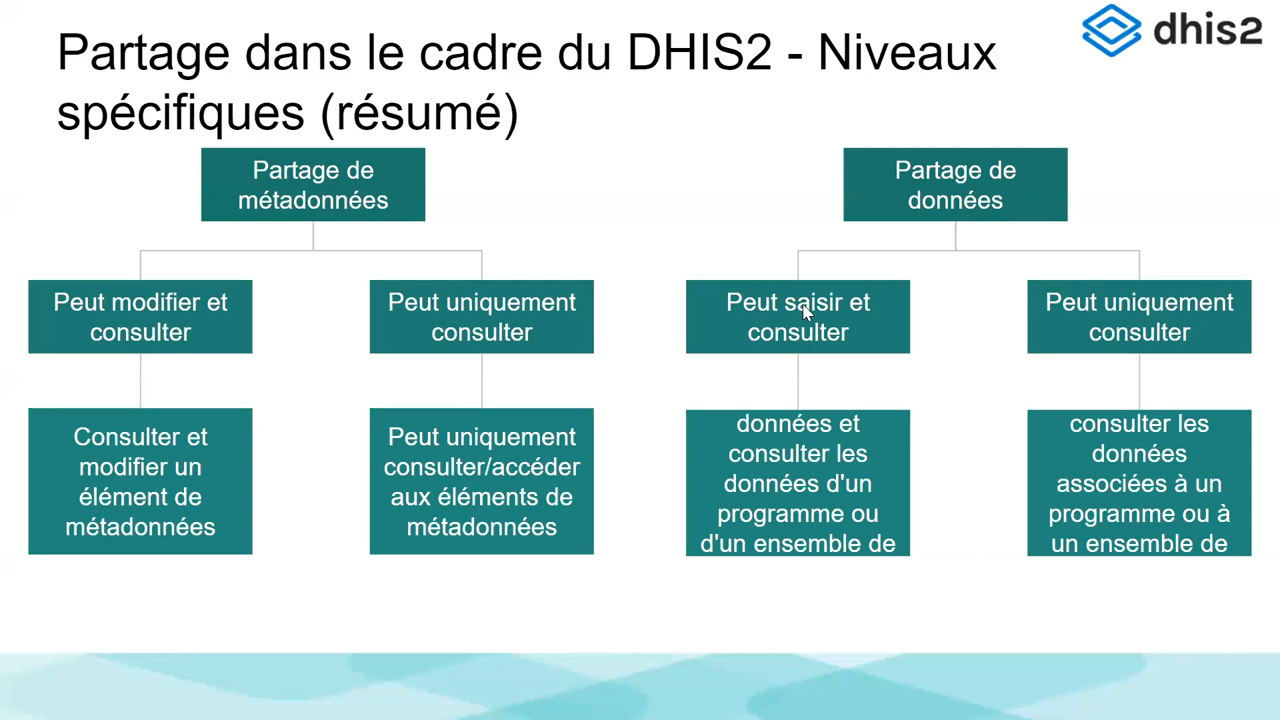 Partage dans le cadre du DHIS2 - Niveaux
spécifiques (résumé)
dhis2
Partage de
métadonnées
Partage de
données
Peut modifier et
consulter
Peut uniquement
consulter
Peut saisir et
consulter
Peut uniquement
consulter
Consulter et
modifier un
élément de
métadonnées
Peut uniquement
consulter/accéder
aux éléments de
métadonnées
données et
consulter les
données d'un
programme ou
d'un ensemble de
consulter les
données
associées à un
programme ou à
un ensemble de